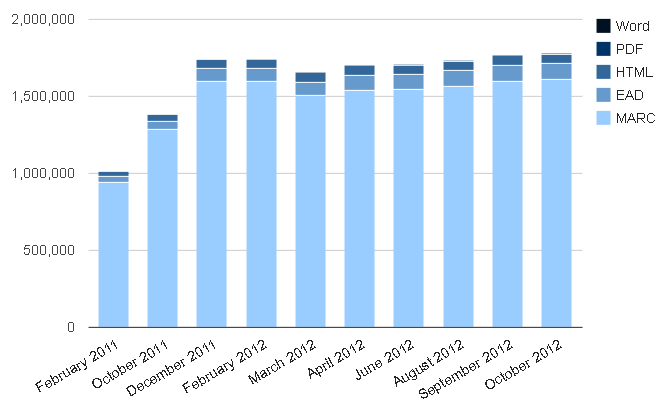 2,000,000
1,500,000
1,000,000
500,000
0
February 2011
October 2011
December 2011
February 2012
March 2012
April 2012
June 2012
August 2012
September 2012
October 2012
Word
PDF
HTML
EAD
MARC